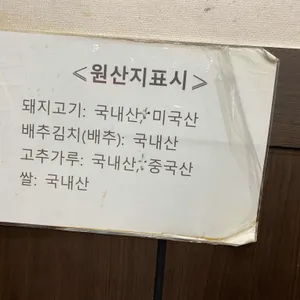 <원산지표시>
돼지고기: 국내산,미국산
배추김치(배추): 국내산
고추가루: 국내산,중국산
쌀: 국내산